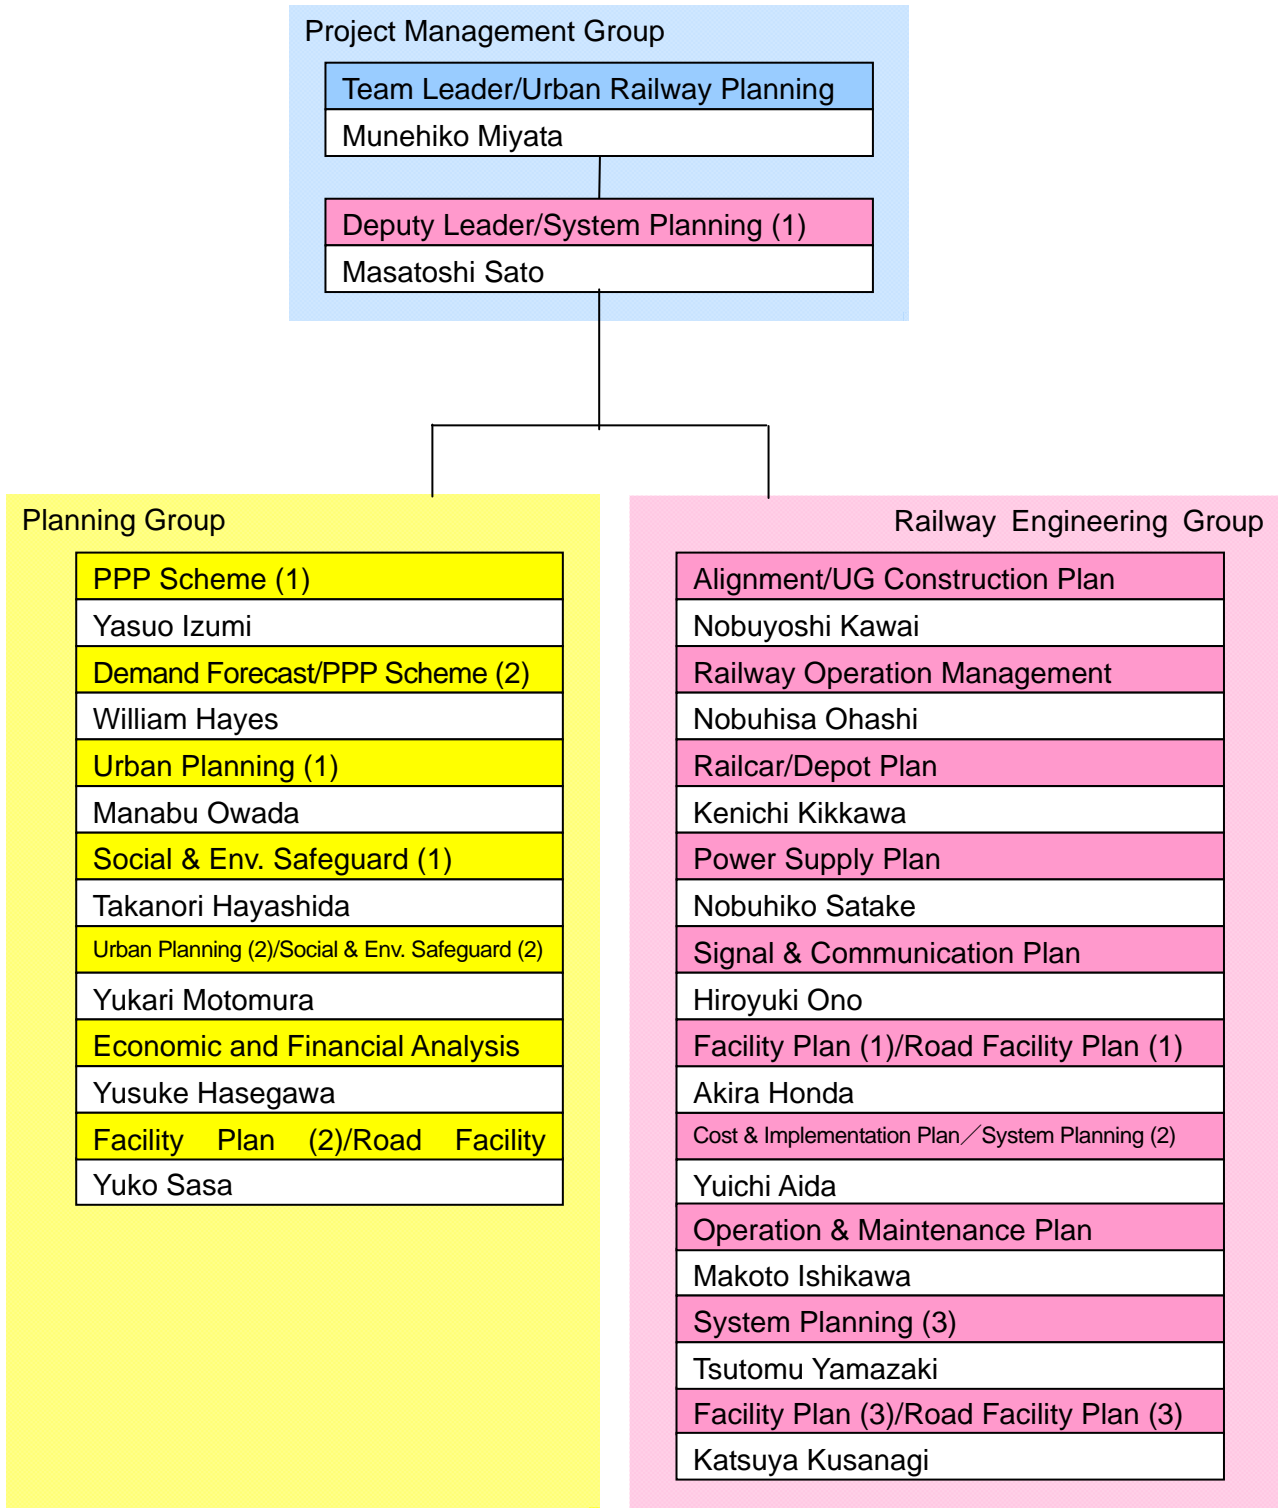 Project Management Group
Team Leader/Urban Railway Planning
Munehiko Miyata
Deputy Leader/System Planning (1)
Masatoshi Sato
Planning Group
PPP Scheme (1)
Yasuo Izumi
Demand Forecast/PPP Scheme (2)
William Hayes
Urban Planning (1)
Manabu Owada
Social & Env. Safeguard (1)
Takanori Hayashida
Urban Planning (2)/Social & Env. Safeguard (2)
Yukari Motomura
Economic and Financial Analysis
Yusuke Hasegawa
Facility Plan (2)/Road Facility
Yuko Sasa
Railway Engineering Group
Alignment/UG Construction Plan
Nobuyoshi Kawai
Railway Operation Management
Nobuhisa Ohashi
Railcar/Depot Plan
Kenichi Kikkawa
Power Supply Plan
Nobuhiko Satake
Signal & Communication Plan
Hiroyuki Ono
Facility Plan (1)/Road Facility Plan (1)
Akira Honda
Cost & Implementation Plan／System Planning (2)
Yuichi Aida
Operation & Maintenance Plan
Makoto Ishikawa
System Planning (3)
Tsutomu Yamazaki
Facility Plan (3)/Road Facility Plan (3)
Katsuya Kusanagi